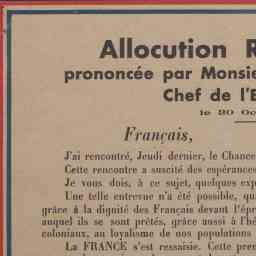 Allocution R
prononcée par Monsie
Chef de l'E
le 30 Oc
Français,
J'ai rencontré, Jeudi dernier, le Chance
Cette rencontre a suscité des espérances
Je vous dois, à ce sujet, quelques exp
Une telle entrevue n'a été possible, qu
grâce à la dignité des Français devant l'épr
auquel ils se sont prêtés, grâce aussi à l'hé
coloniaux, au loyalisme de nos populations
La FRANCE s'est ressaisie. Cette pren